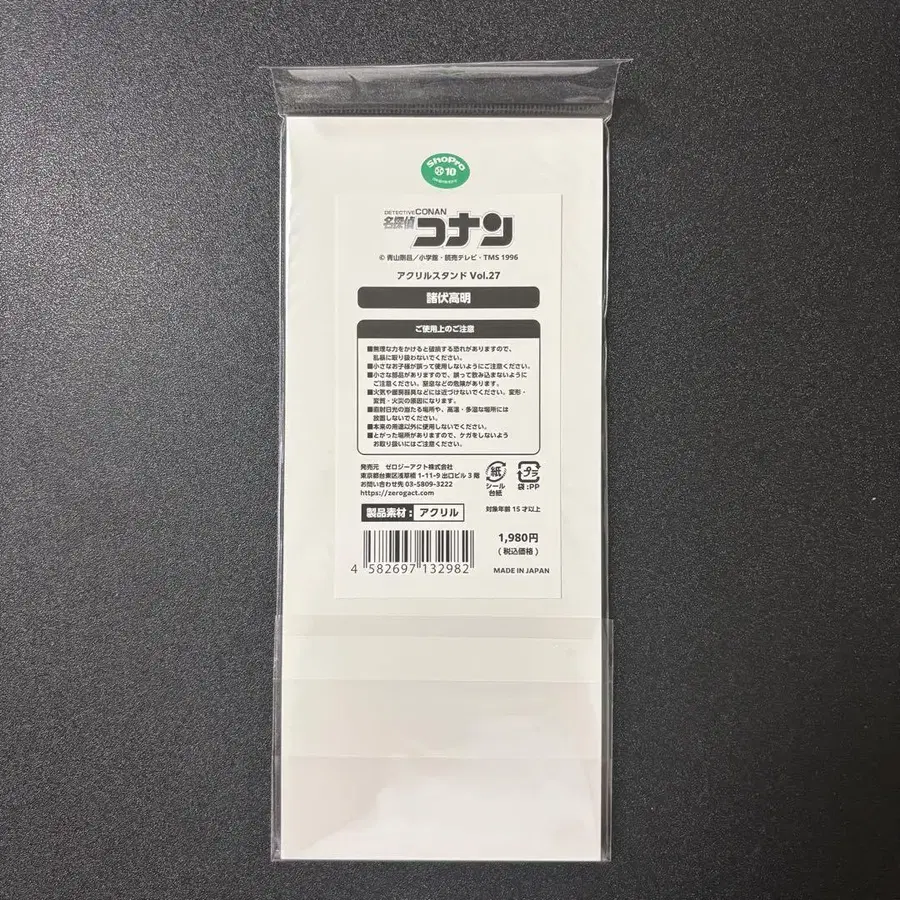 ShoPro
10
DETECTIVE CONAN
名探偵コナン
© 青山剛昌／小学館・読売テレビ・TMS 1996
アクリルスタンド Vol.27
諸伏高明
ご使用上のご注意
■無理な力をかけると破損する恐れがありますので、
乱暴に取り扱わないでください。
■小さなお子様が誤って使用しないようにご注意ください。
■小さな部品がありますので、誤って飲み込まないように
ご注意ください。窒息などの危険があります。
■火気や厨房器具などには近づけないでください。変形・
変質・火災の原因になります。
■直射日光の当たる場所や、高温・多湿な場所には
放置しないでください。
■本来の用途以外に使用しないでください。
■とがった場所がありますので、ケガをしないよう
お取り扱いにはご注意ください。
発売元 ゼロジーアクト株式会社
東京都台東区浅草橋 1-11-9 出口ビル 3 階
お問い合わせ先 03-5809-3222
https://zerogact.com
紙
シール
台紙
プラ
袋:PP
製品素材：アクリル
対象年齢 15 才以上
1,980円
（税込価格）
4 582697 132982
MADE IN JAPAN